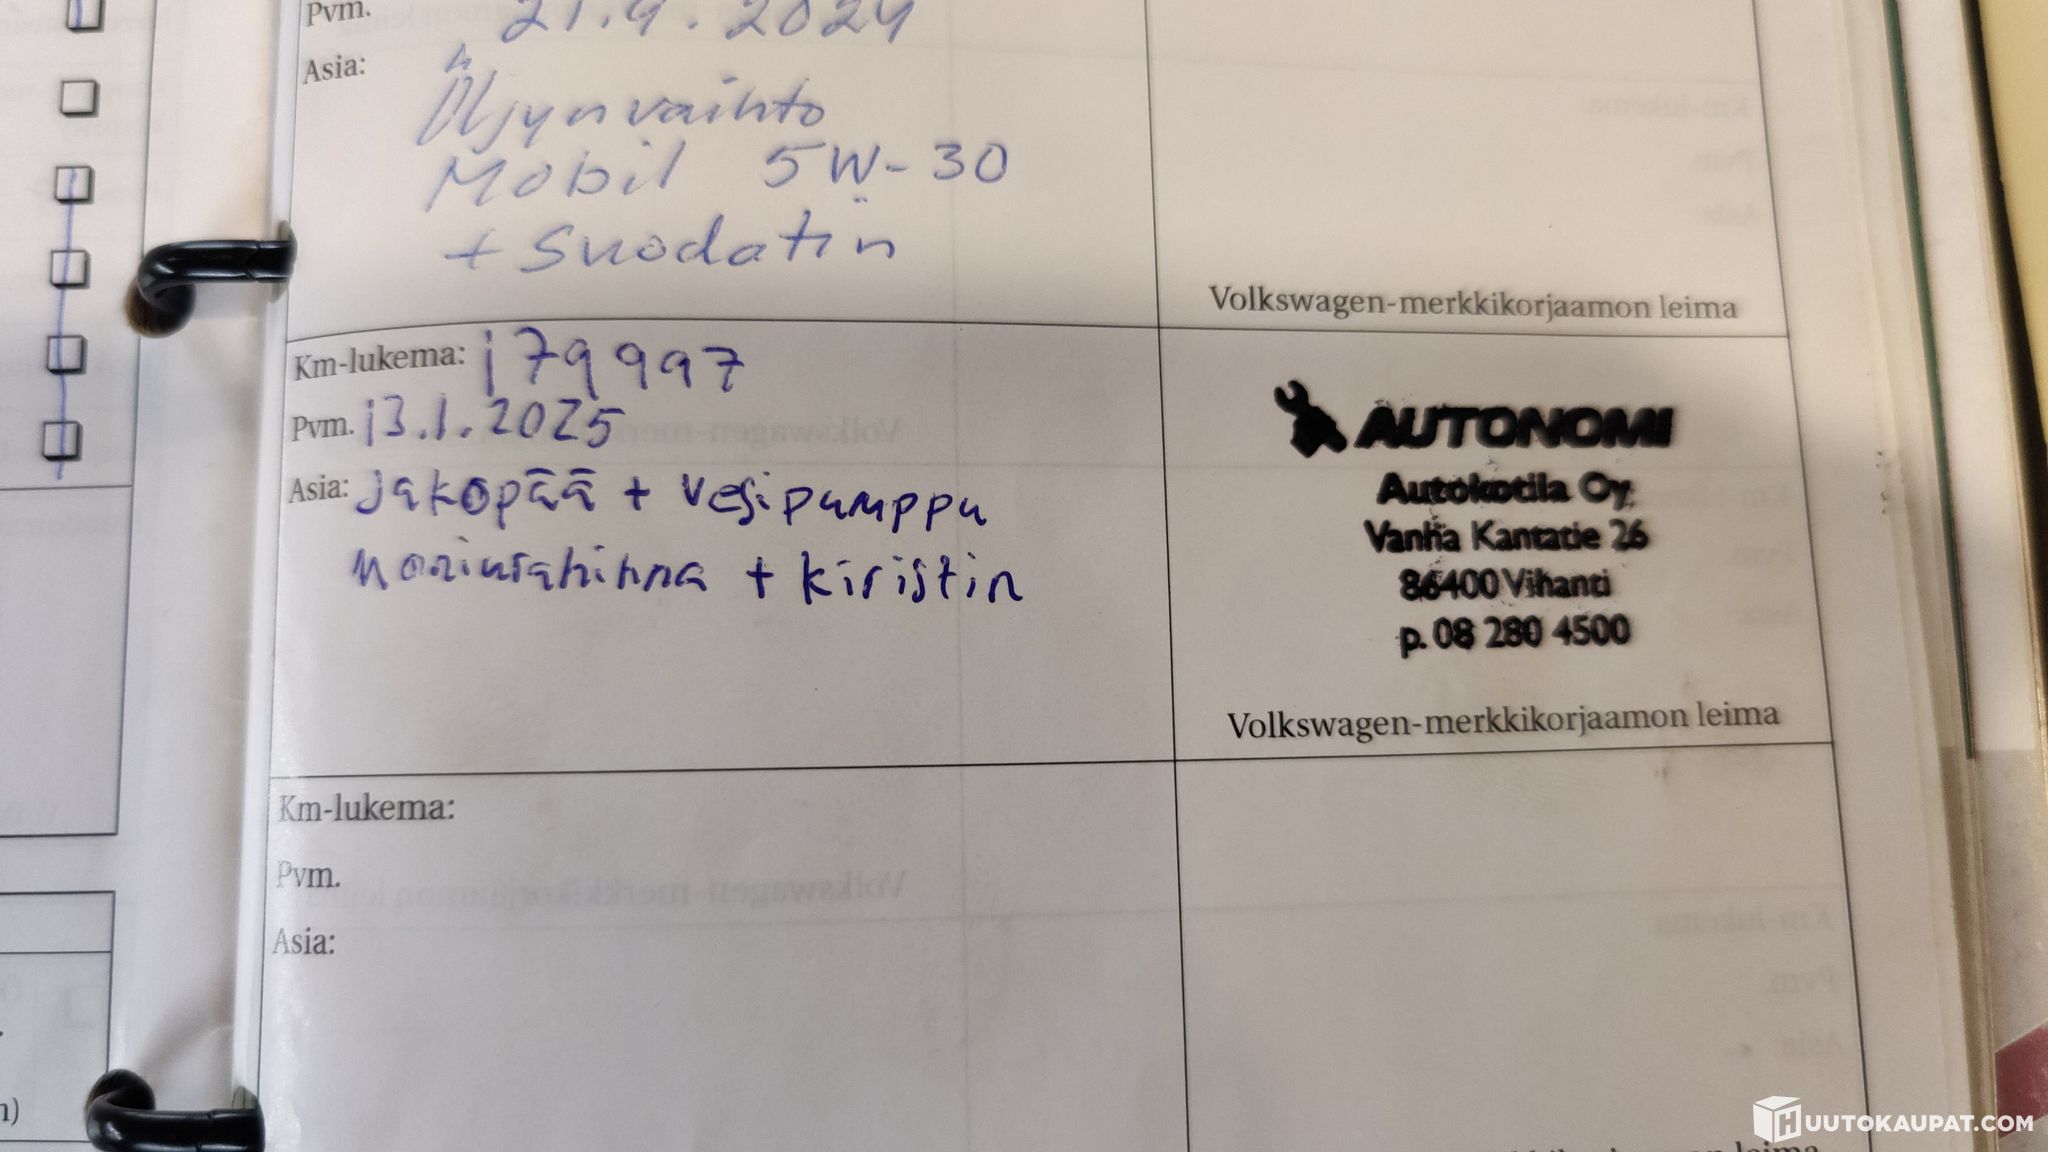 Pvm. 21.9.2024
Asia:
Öljynvaihto
Mobil 5W-30
+ Suodatin
Volkswagen-merkkikorjaamon leima
Km-lukema: 179997
Pvm. 13.1.2025
Asia: Jakopää + vesipumppu
moniurahihna + kiristin
AUTONOMI
Autokotila Oy
Vanha Kantatie 26
86400 Vihanti
p. 08 280 4500
Volkswagen-merkkikorjaamon leima
Km-lukema:
Pvm.
Asia:
HUUTOKAUPAT.COM